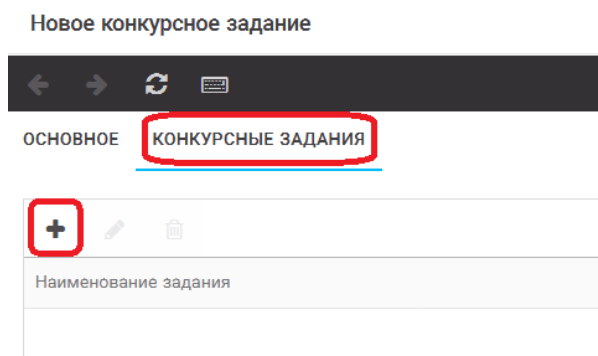 Новое конкурсное задание
ОСНОВНОЕ КОНКУРСНЫЕ ЗАДАНИЯ
Наименование задания